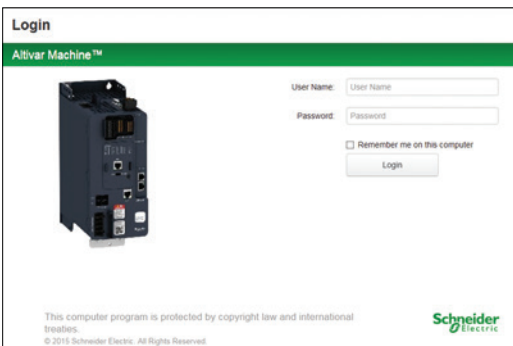 Login
Altivar Machine™
User Name: User Name
Password: Password
Remember me on this computer
Login
This computer program is protected by copyright law and international
treaties.
© 2015 Schneider Electric. All Rights Reserved.
Schneider
Electric